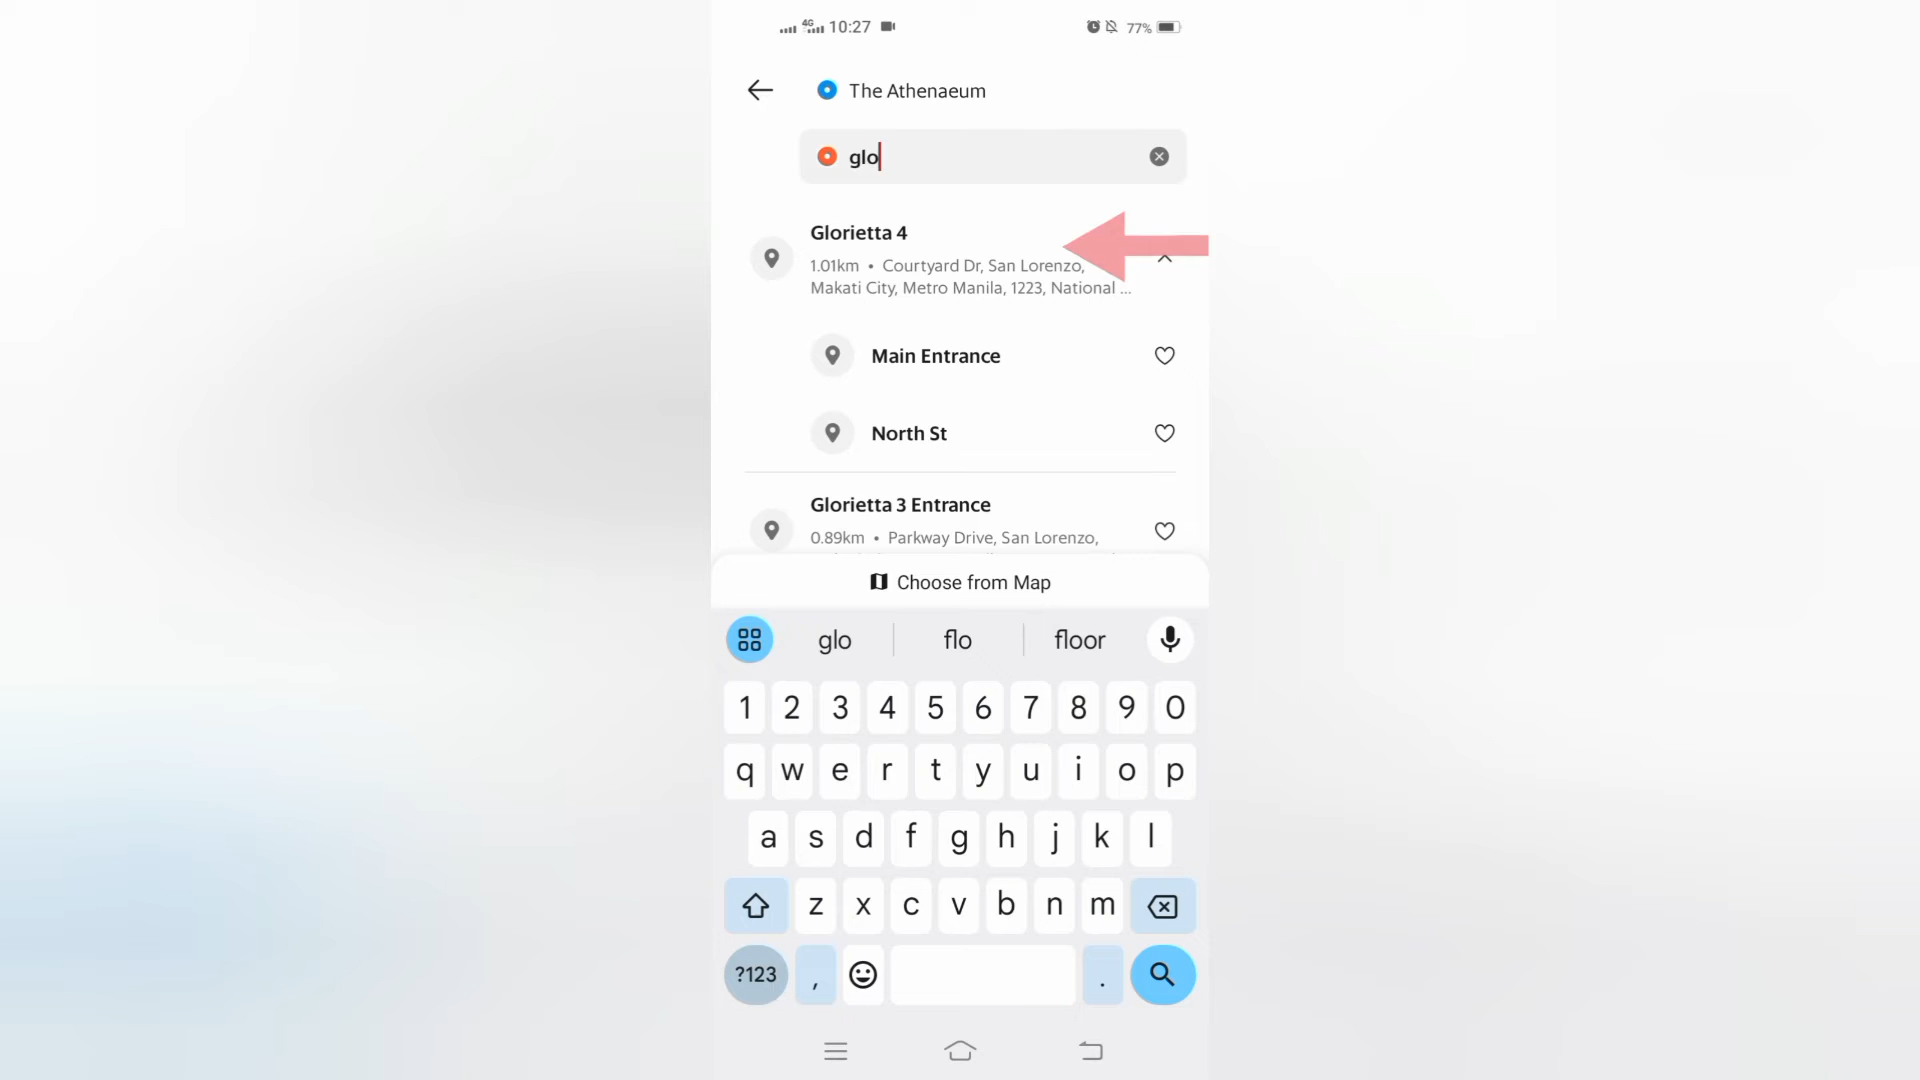 4G 10:27 77%
The Athenaeum
glo
Glorietta 4
1.01km • Courtyard Dr, San Lorenzo,
Makati City, Metro Manila, 1223, National ...
Main Entrance
North St
Glorietta 3 Entrance
0.89km • Parkway Drive, San Lorenzo,
Choose from Map
glo flo floor
1 2 3 4 5 6 7 8 9 0
q w e r t y u i o p
a s d f g h j k l
z x c v b n m
?123 , .